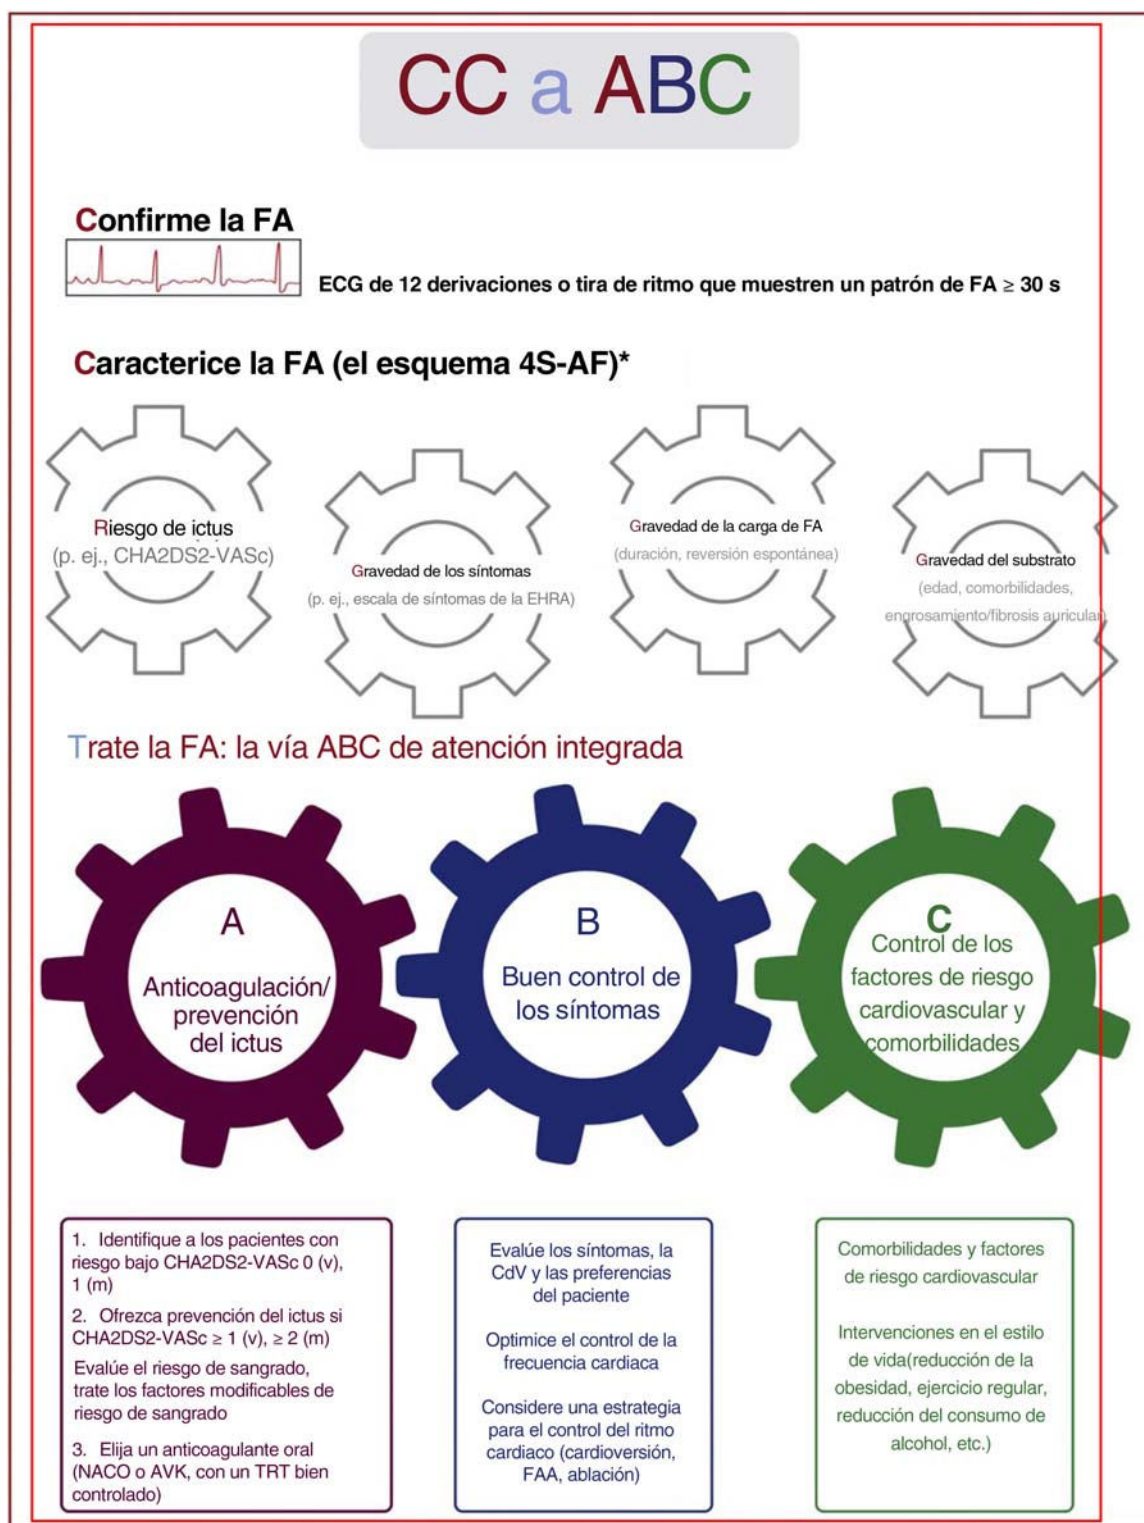 CC a ABC
Confirme la FA
ECG de 12 derivaciones o tira de ritmo que muestren un patrón de FA ≥ 30 s
Caracterice la FA (el esquema 4S-AF)*
Riesgo de ictus
(p. ej., CHA2DS2-VASc)
Gravedad de los síntomas
(p. ej., escala de síntomas de la EHRA)
Gravedad de la carga de FA
(duración, reversión espontánea)
Gravedad del substrato
(edad, comorbilidades,
engrosamiento/fibrosis auricular)
Trate la FA: la vía ABC de atención integrada
A
Anticoagulación/
prevención
del ictus
B
Buen control de
los síntomas
C
Control de los
factores de riesgo
cardiovascular y
comorbilidades
1. Identifique a los pacientes con
riesgo bajo CHA2DS2-VASc 0 (v),
1 (m)
2. Ofrezca prevención del ictus si
CHA2DS2-VASc ≥ 1 (v), ≥ 2 (m)
Evalúe el riesgo de sangrado,
trate los factores modificables de
riesgo de sangrado
3. Elija un anticoagulante oral
(NACO o AVK, con un TRT bien
controlado)
Evalúe los síntomas, la
CdV y las preferencias
del paciente
Optimice el control de la
frecuencia cardiaca
Considere una estrategia
para el control del ritmo
cardiaco (cardioversión,
FAA, ablación)
Comorbilidades y factores
de riesgo cardiovascular
Intervenciones en el estilo
de vida(reducción de la
obesidad, ejercicio regular,
reducción del consumo de
alcohol, etc.)